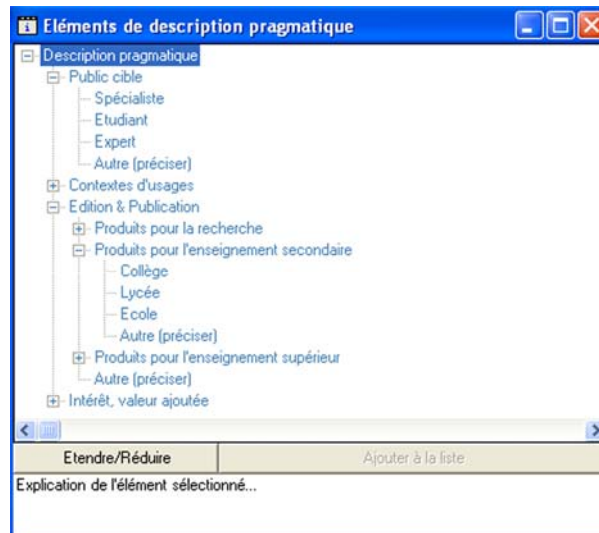 Eléments de description pragmatique
Description pragmatique
Public cible
Spécialiste
Etudiant
Expert
Autre (préciser)
Contextes d'usages
Edition & Publication
Produits pour la recherche
Produits pour l'enseignement secondaire
Collège
Lycée
Ecole
Autre (préciser)
Produits pour l'enseignement supérieur
Autre (préciser)
Intérêt, valeur ajoutée
Etendre/Réduire Ajouter à la liste
Explication de l'élément sélectionné...